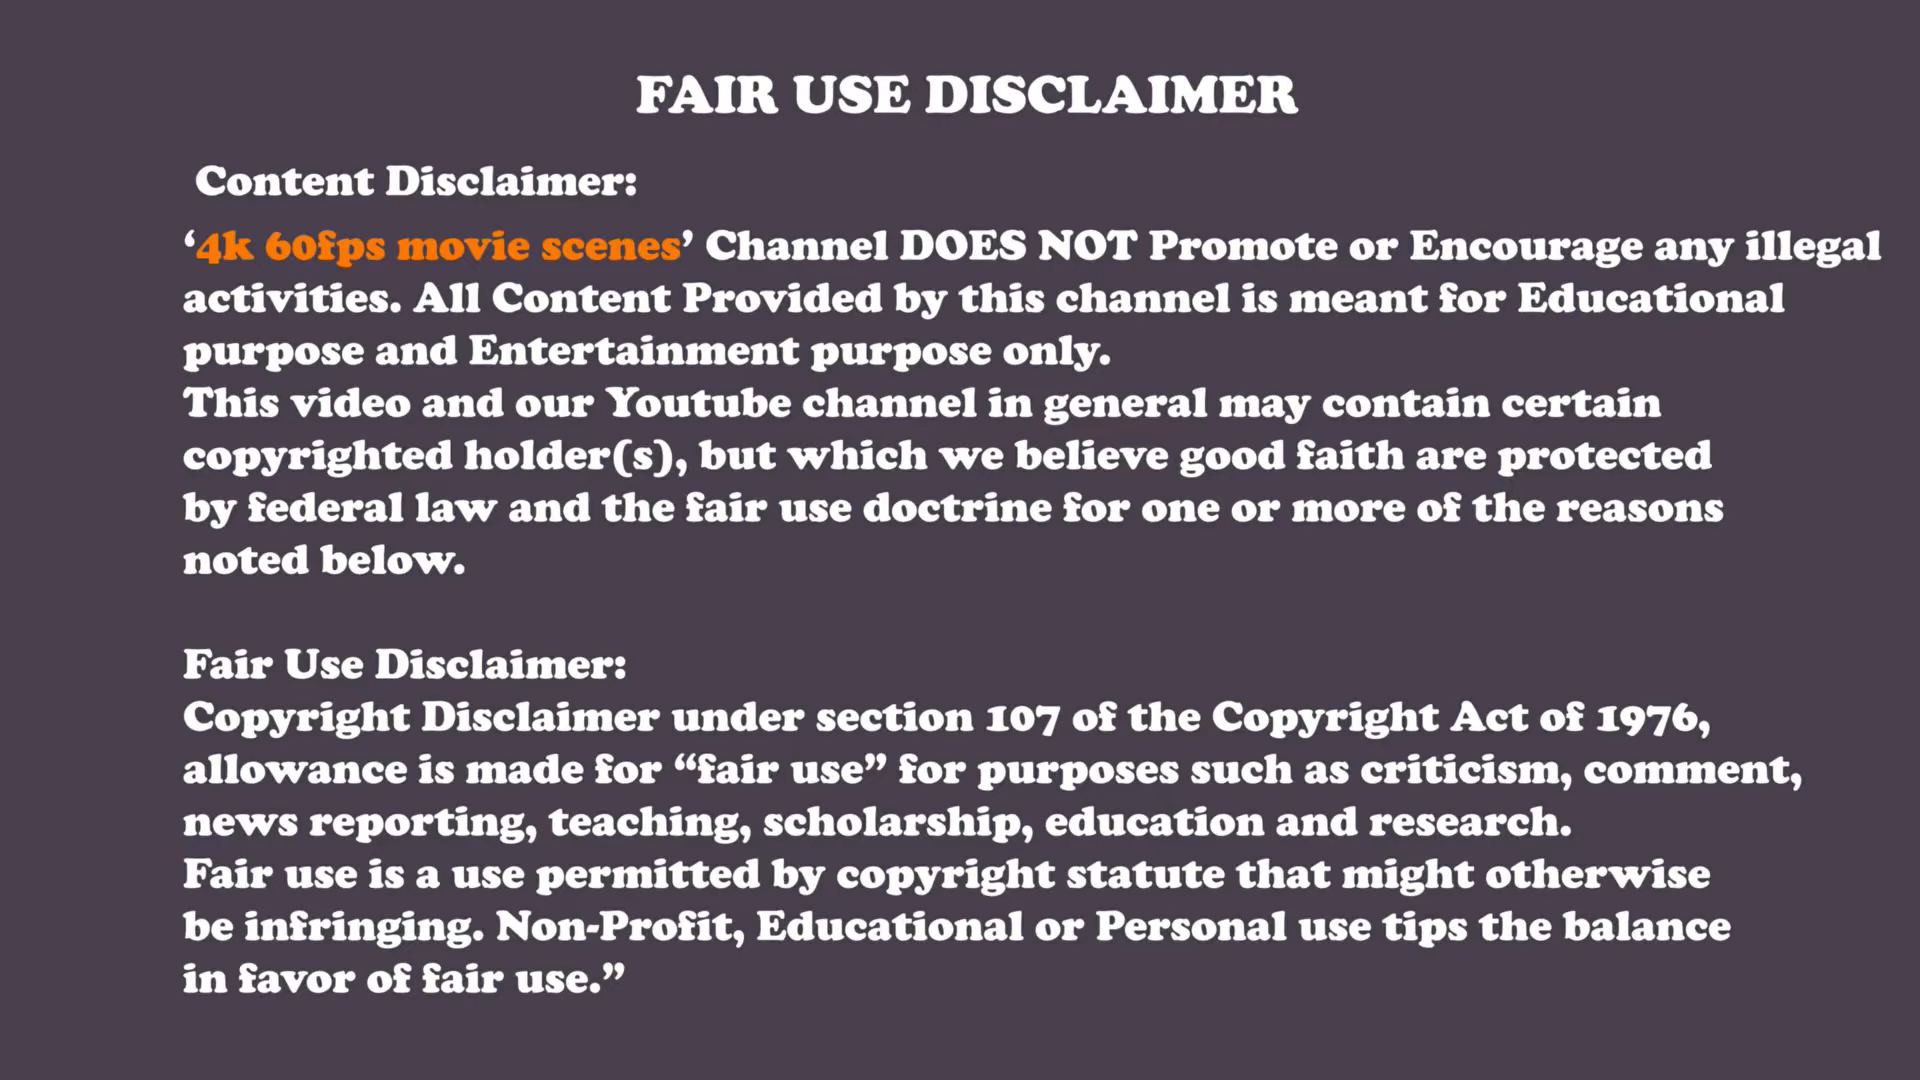 FAIR USE DISCLAIMER
Content Disclaimer:
‘4k 60fps movie scenes’ Channel DOES NOT Promote or Encourage any illegal
activities. All Content Provided by this channel is meant for Educational
purpose and Entertainment purpose only.
This video and our Youtube channel in general may contain certain
copyrighted holder(s), but which we believe good faith are protected
by federal law and the fair use doctrine for one or more of the reasons
noted below.
Fair Use Disclaimer:
Copyright Disclaimer under section 107 of the Copyright Act of 1976,
allowance is made for “fair use” for purposes such as criticism, comment,
news reporting, teaching, scholarship, education and research.
Fair use is a use permitted by copyright statute that might otherwise
be infringing. Non-Profit, Educational or Personal use tips the balance
in favor of fair use.”